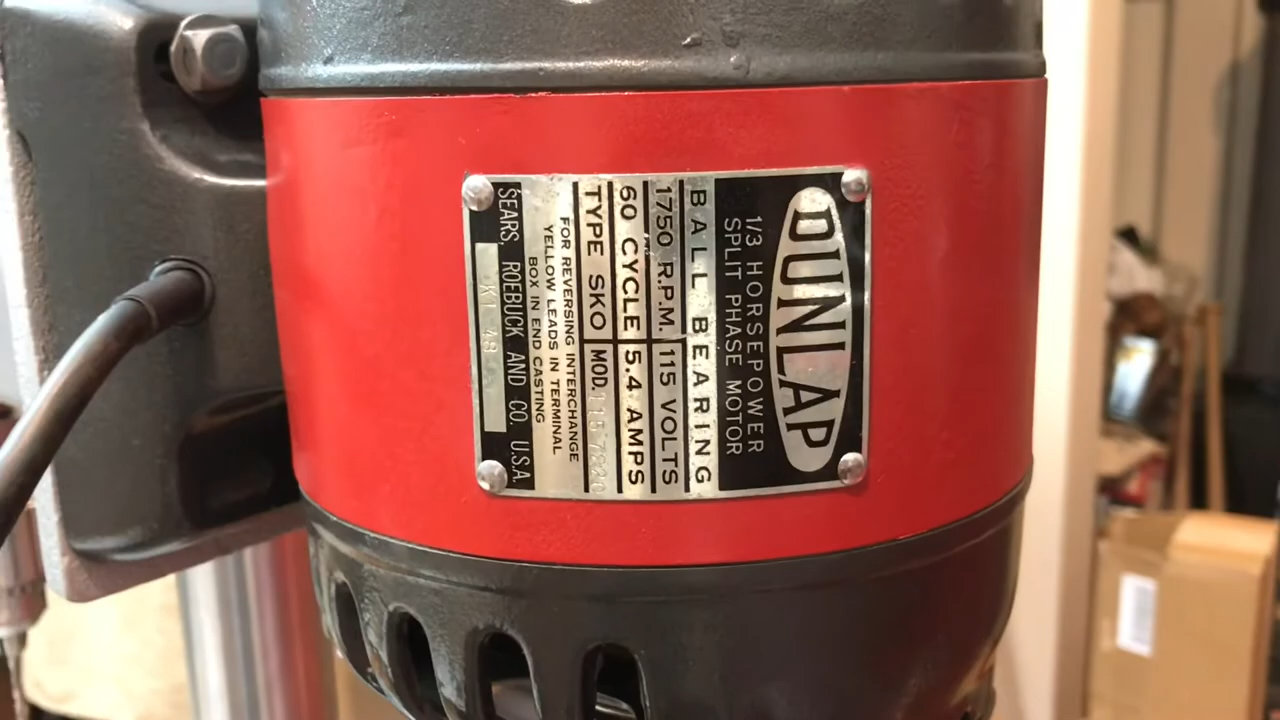 DUNLAP
1/3 HORSEPOWER
SPLIT PHASE MOTOR
BALL BEARING
1750 R.P.M. 115 VOLTS
60 CYCLE 5.4 AMPS
TYPE SKO MOD.
FOR REVERSING INTERCHANGE
YELLOW LEADS IN TERMINAL
BOX IN END CASTING
SEARS, ROEBUCK AND CO. U.S.A.